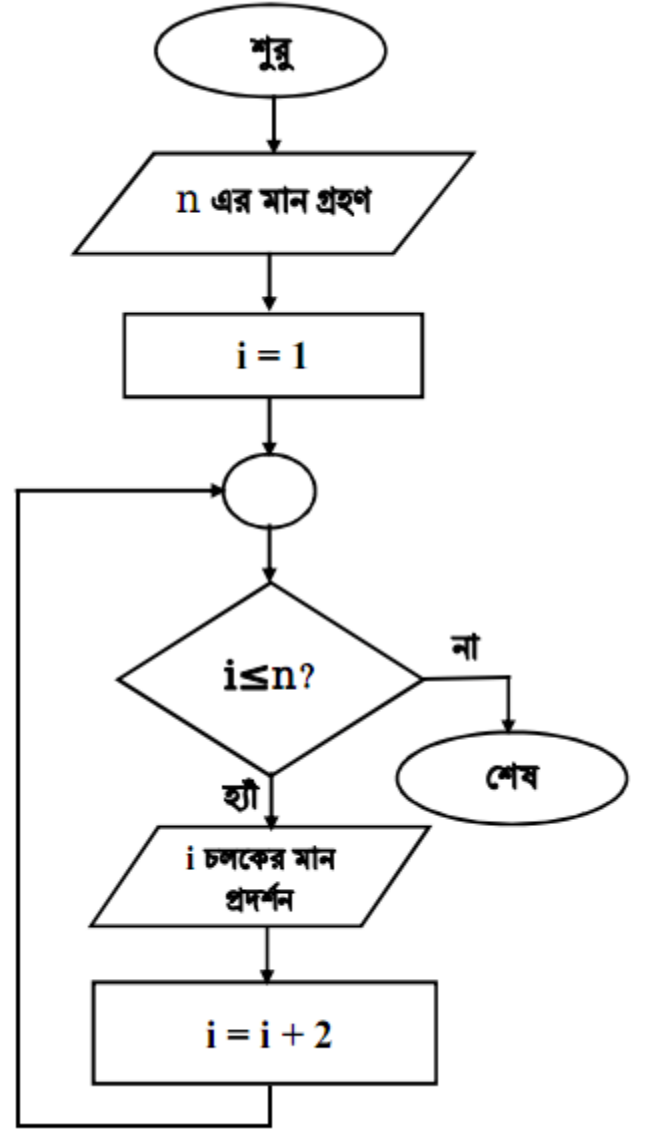 শুরু
n এর মান গ্রহণ
i = 1
i≤n?
না
শেষ
হ্যাঁ
i চলকের মান
প্রদর্শন
i = i + 2